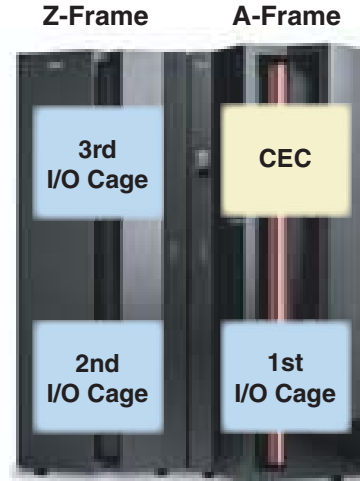 Z-Frame A-Frame
3rd
I/O Cage
CEC
2nd
I/O Cage
1st
I/O Cage